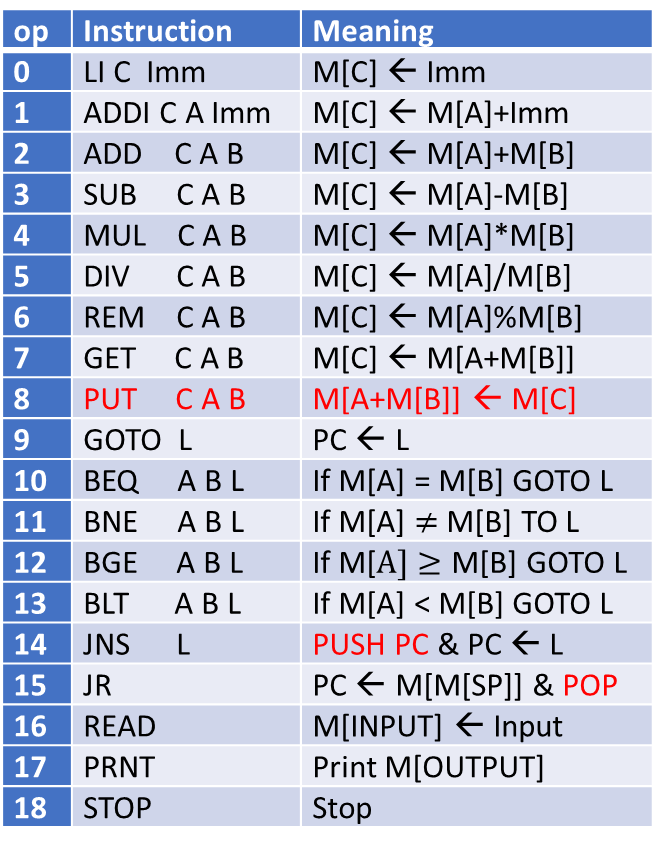 op Instruction Meaning
0 LI C Imm M[C] 🡨 Imm
1 ADDI C A Imm M[C] 🡨 M[A]+Imm
2 ADD C A B M[C] 🡨 M[A]+M[B]
3 SUB C A B M[C] 🡨 M[A]-M[B]
4 MUL C A B M[C] 🡨 M[A]*M[B]
5 DIV C A B M[C] 🡨 M[A]/M[B]
6 REM C A B M[C] 🡨 M[A]%M[B]
7 GET C A B M[C] 🡨 M[A+M[B]]
8 PUT C A B M[A+M[B]] 🡨 M[C]
9 GOTO L PC 🡨 L
10 BEQ A B L If M[A] = M[B] GOTO L
11 BNE A B L If M[A] ≠ M[B] TO L
12 BGE A B L If M[A] ≥ M[B] GOTO L
13 BLT A B L If M[A] < M[B] GOTO L
14 JNS L PUSH PC & PC 🡨 L
15 JR PC 🡨 M[M[SP]] & POP
16 READ M[INPUT] 🡨 Input
17 PRNT Print M[OUTPUT]
18 STOP Stop